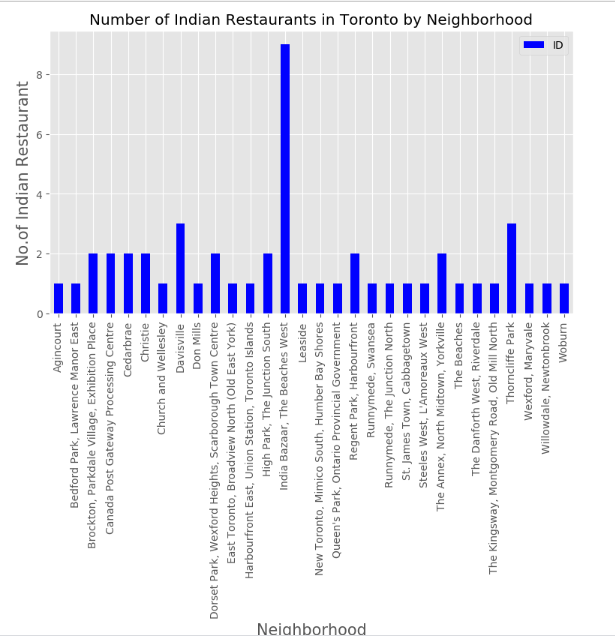 Number of Indian Restaurants in Toronto by Neighborhood
ID
No.of Indian Restaurant
8
6
4
2
0
Agincourt
Bedford Park, Lawrence Manor East
Brockton, Parkdale Village, Exhibition Place
Canada Post Gateway Processing Centre
Cedarbrae
Christie
Church and Wellesley
Davisville
Don Mills
Dorset Park, Wexford Heights, Scarborough Town Centre
East Toronto, Broadview North (Old East York)
Harbourfront East, Union Station, Toronto Islands
High Park, The Junction South
India Bazaar, The Beaches West
Leaside
New Toronto, Mimico South, Humber Bay Shores
Queen's Park, Ontario Provincial Government
Regent Park, Harbourfront
Runnymede, Swansea
Runnymede, The Junction North
St. James Town, Cabbagetown
Steeles West, L'Amoreaux West
The Annex, North Midtown, Yorkville
The Beaches
The Danforth West, Riverdale
The Kingsway, Montgomery Road, Old Mill North
Thorncliffe Park
Wexford, Maryvale
Willowdale, Newtonbrook
Woburn
Neighborhood